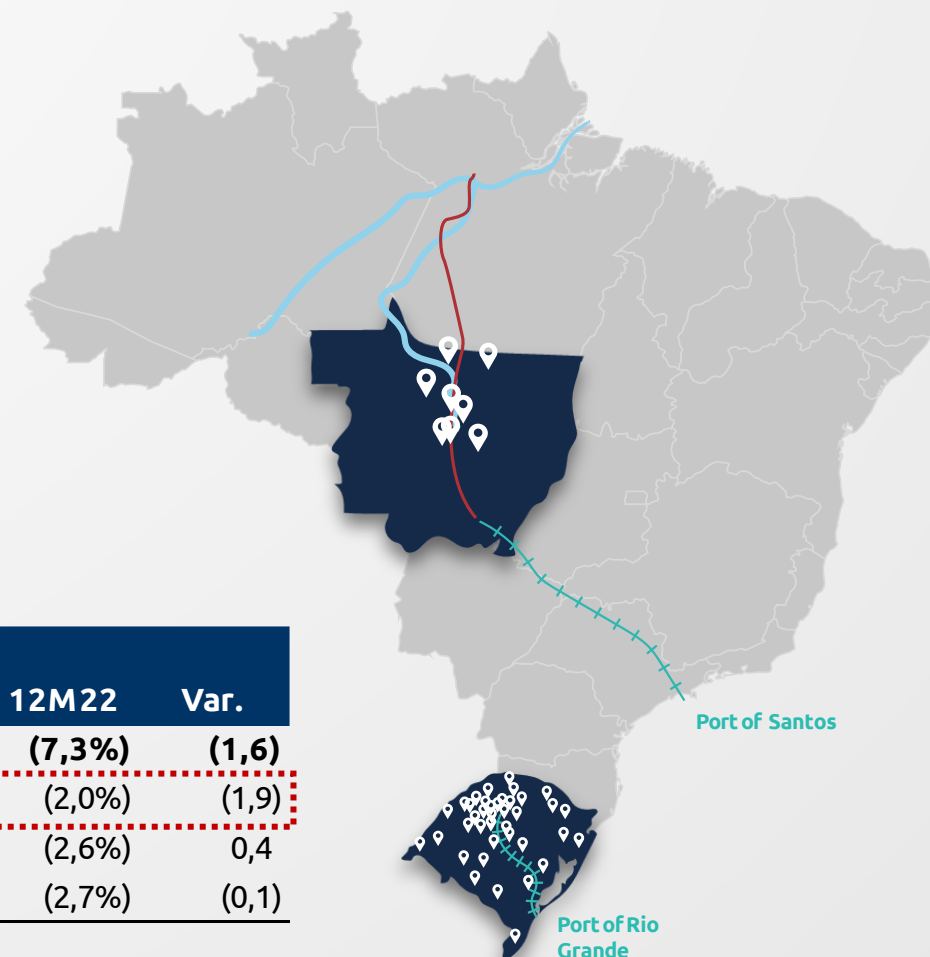 12M22 Var.
(7,3%) (1,6)
(2,0%) (1,9)
(2,6%) 0,4
(2,7%) (0,1)
Port of Santos
Port of Rio
Grande